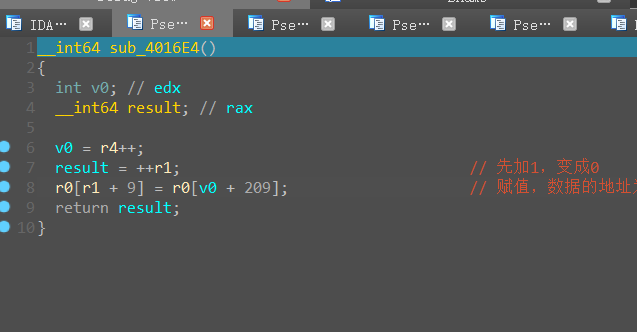 IDA… Pse… Pse… Pse… Pse…
1 __int64 sub_4016E4()
2 {
3 int v0; // edx
4 __int64 result; // rax
5
6 v0 = r4++;
7 result = ++r1; // 先加1，变成0
8 r0[r1 + 9] = r0[v0 + 209]; // 赋值，数据的地址
9 return result;
10 }